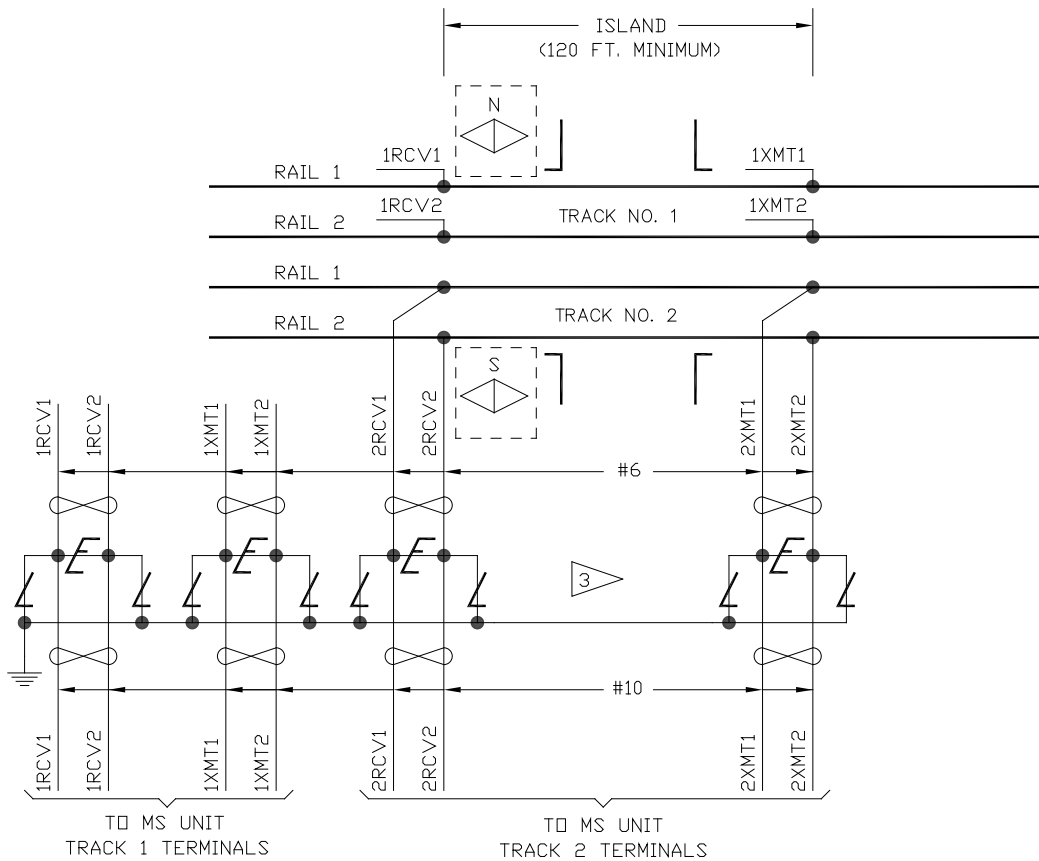 ISLAND
(120 FT. MINIMUM)
N
1RCV1
1XMT1
RAIL 1
1RCV2
TRACK NO. 1
1XMT2
RAIL 2
RAIL 1
TRACK NO. 2
RAIL 2
S
1RCV1
1RCV2
1XMT1
1XMT2
2RCV1
2RCV2
2XMT1
2XMT2
#6
3
#10
1RCV1
1RCV2
1XMT1
1XMT2
2RCV1
2RCV2
2XMT1
2XMT2
TO MS UNIT
TRACK 1 TERMINALS
TO MS UNIT
TRACK 2 TERMINALS